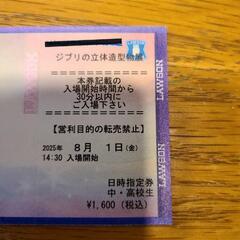 ジブリの立体造型物展
本券記載の
入場開始時間から
30分以内に
ご入場下さい
【営利目的の転売禁止】
2025年 8月 1日(金)
14:30 入場開始
日時指定券
中・高校生
¥1,600(税込)
LAWSON
LAWSON
LAWSON
LAWSON